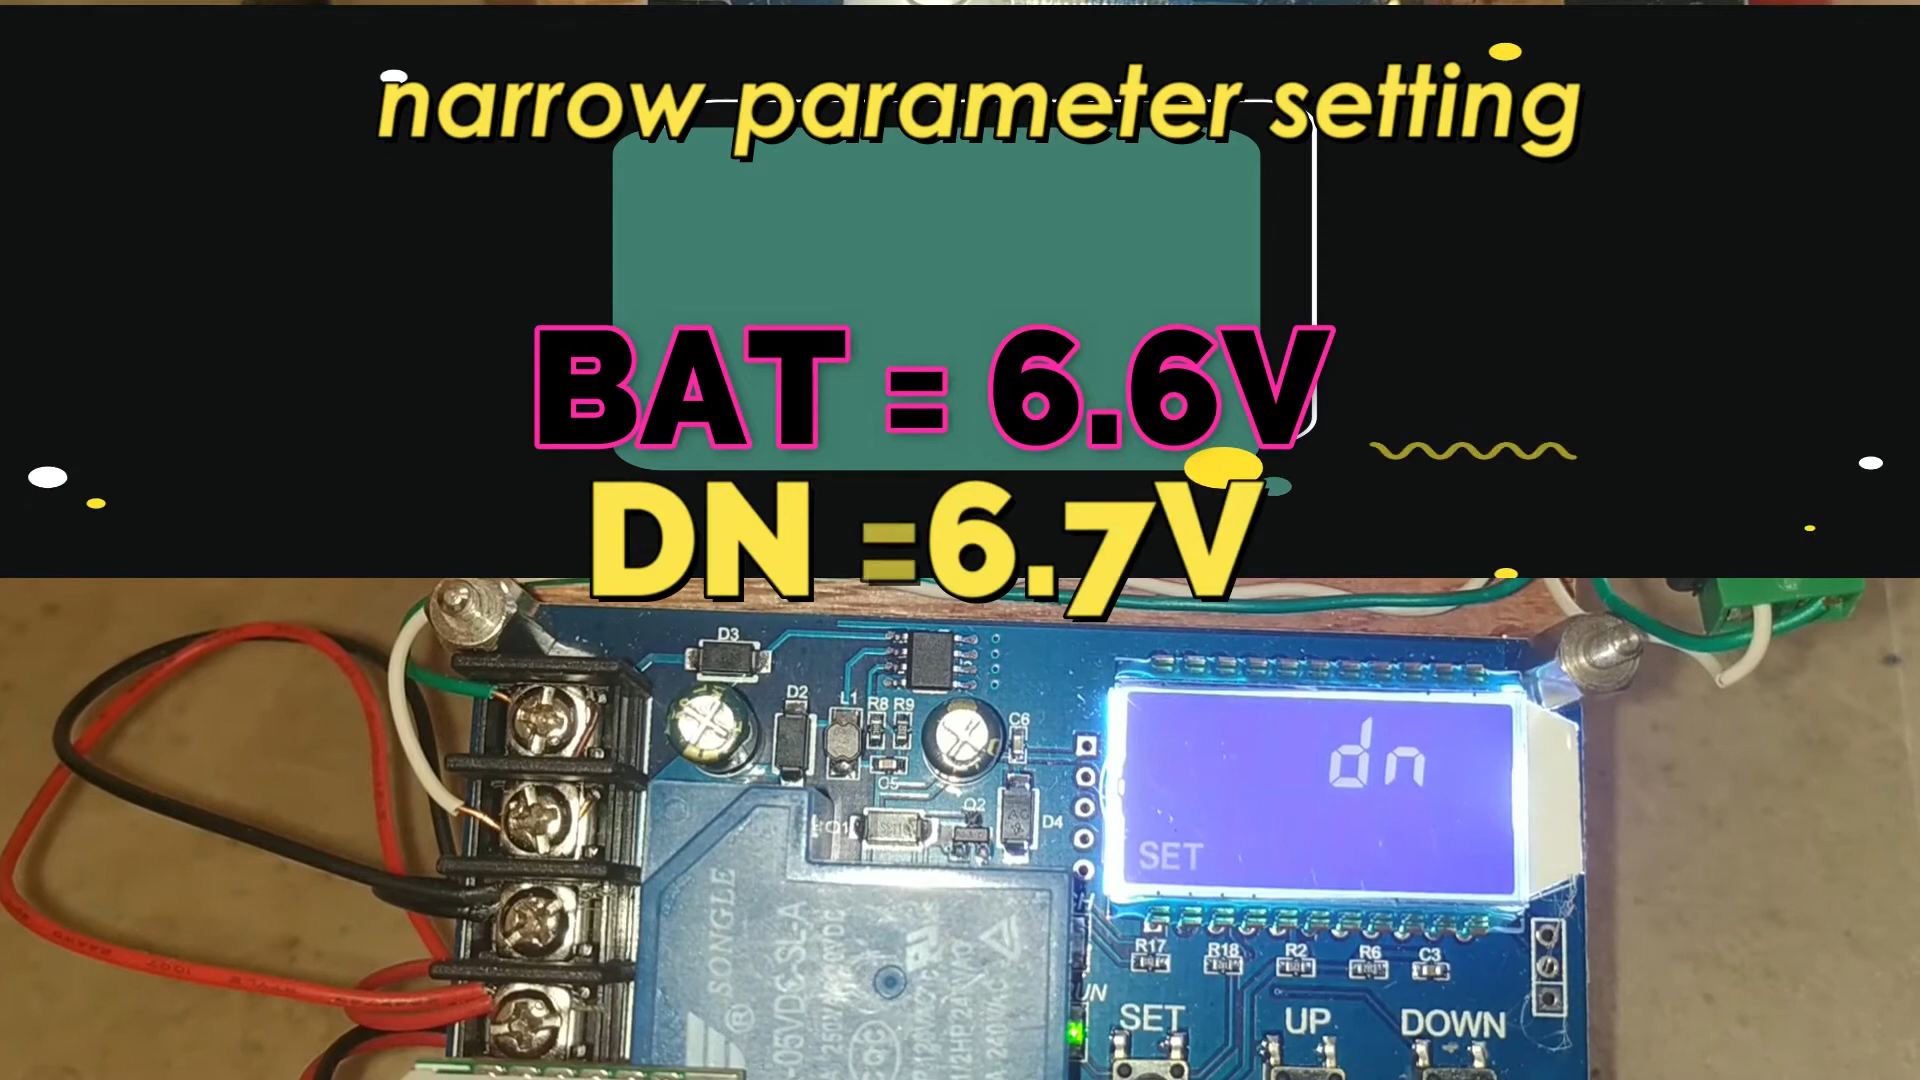 narrow parameter setting
BAT = 6.6V
DN =6.7V
D3
D2
L1
R8 R9
C6
C5
Q2
D4
dn
SET
SONGLE
R17
R18
R2
R6
C3
SET
UP
DOWN